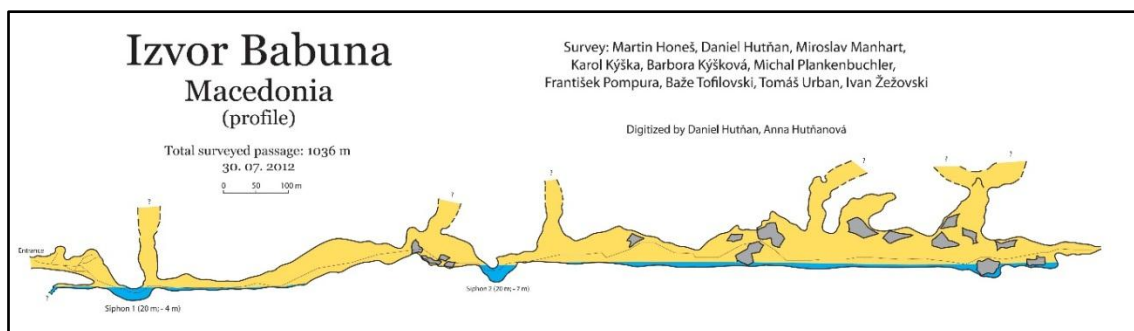 Izvor Babuna
Macedonia
(profile)
Total surveyed passage: 1036 m
30. 07. 2012
0 50 100 m
Survey: Martin Honeš, Daniel Hutňan, Miroslav Manhart,
Karol Kýška, Barbora Kýšková, Michal Plankenbuchler,
František Pompura, Baže Tofilovski, Tomáš Urban, Ivan Žežovski
Digitized by Daniel Hutňan, Anna Hutňanová
?
?
?
?
?
?
Entrance
?
Siphon 1 (20 m; - 4 m)
Siphon 2 (20 m; - 7 m)